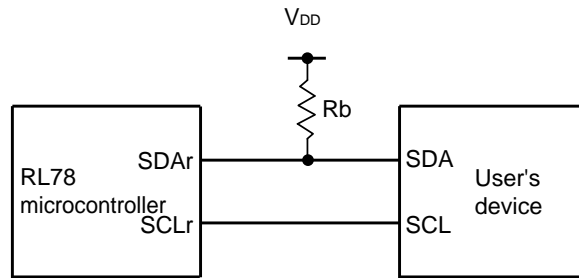 VDD
Rb
SDAr
SDA
RL78
microcontroller
User's
device
SCLr
SCL